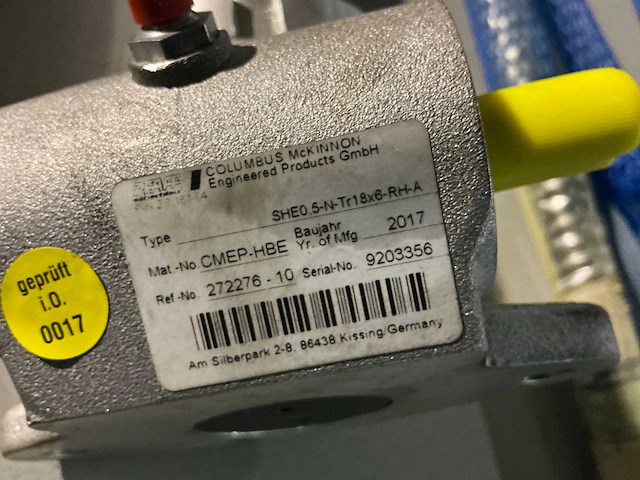 COLUMBUS McKINNON
Engineered Products GmbH
Type SHE0.5-N-Tr18x6-RH-A
Mat.-No. CMEP-HBE Baujahr Yr. of Mfg 2017
Ref.-No. 272276 - 10 Serial-No. 9203356
Am Silberpark 2-8, 86438 Kissing/Germany
geprüft
i.O.
0017